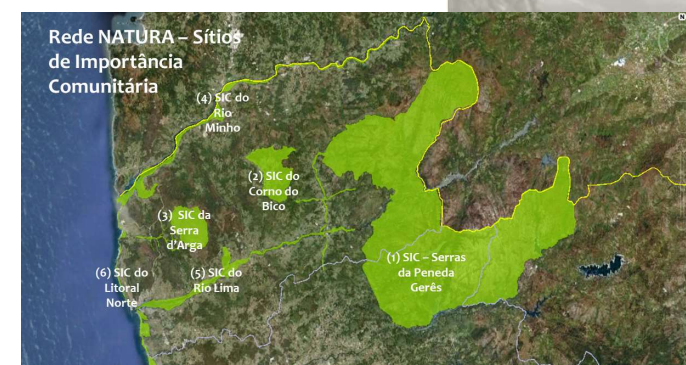 Rede NATURA – Sítios
de Importância
Comunitária
(4) SIC do
Rio
Minho
(2) SIC do
Corno do
Bico
(3) SIC da
Serra
d'Arga
(1) SIC – Serras
da Peneda
Gerês
(6) SIC do
Litoral
Norte
(5) SIC do
Rio Lima
N